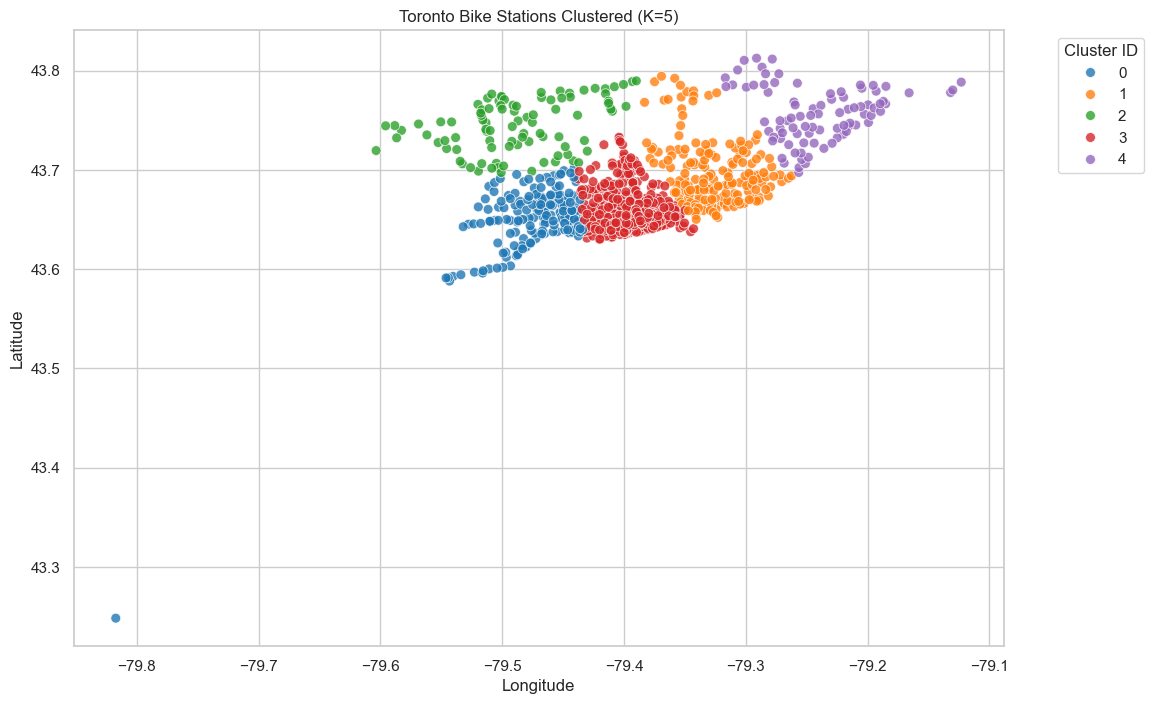 Toronto Bike Stations Clustered (K=5)
Cluster ID
0
1
2
3
4
Latitude
43.8
43.7
43.6
43.5
43.4
43.3
−79.8 −79.7 −79.6 −79.5 −79.4 −79.3 −79.2 −79.1
Longitude